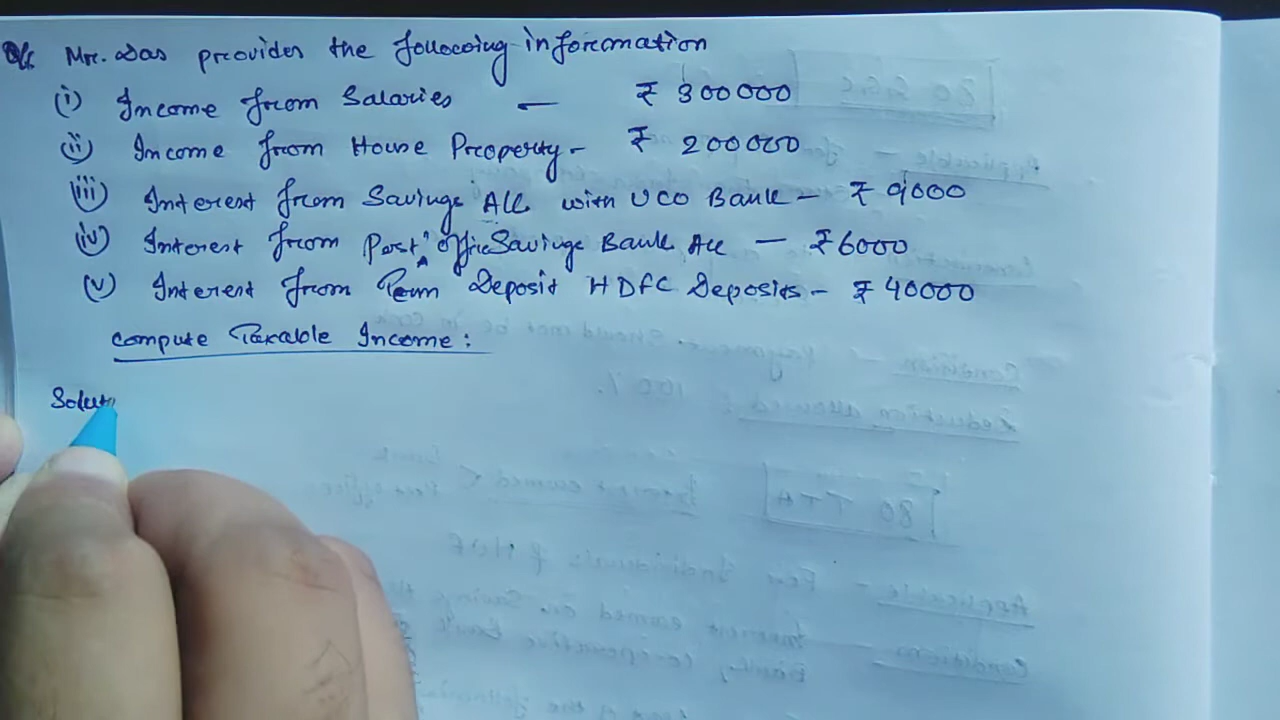 Q/. Mr. Das provides the following information
(i) Income from Salaries — ₹ 300000
(ii) Income from House Property - ₹ 200000
(iii) Interest from Savings A/c with UCO Bank - ₹ 9000
(iv) Interest from Post office Savings Bank A/c — ₹6000
(v) Interest from Term Deposit HDFC Deposits - ₹ 40000
Compute Taxable Income:
Solut